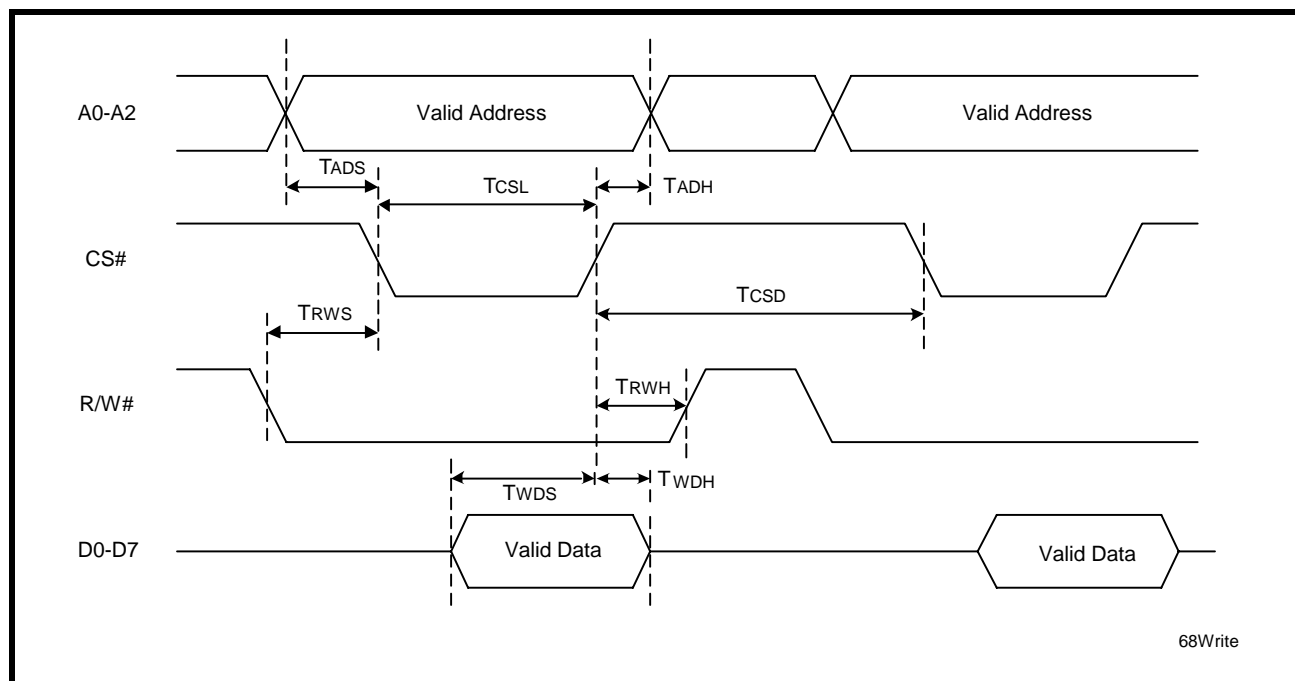 A0-A2
Valid Address
Valid Address
TADS
TCSL
TADH
CS#
TCSD
TRWS
R/W#
TRWH
TWDS
TWDH
D0-D7
Valid Data
Valid Data
68Write